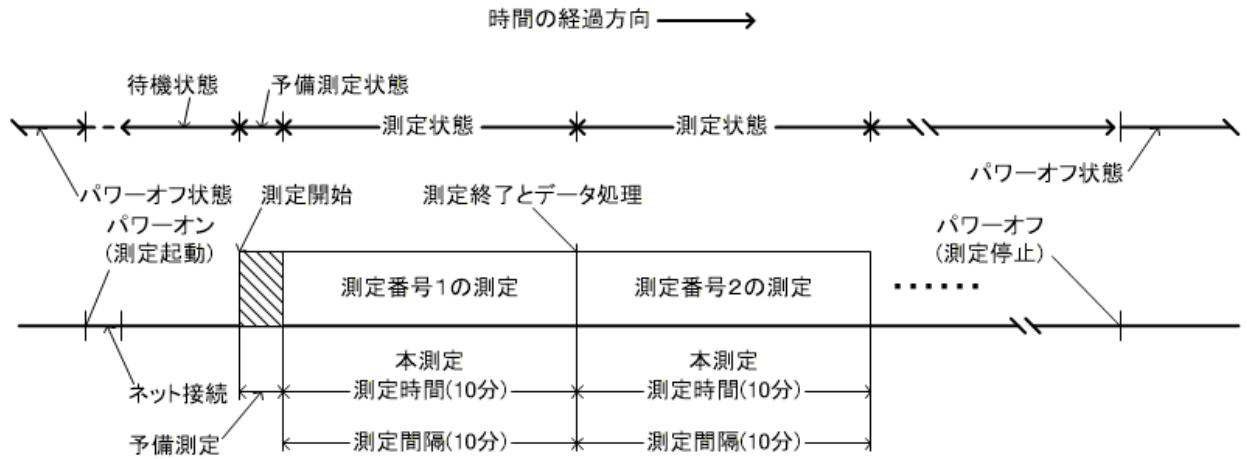 時間の経過方向
待機状態
予備測定状態
測定状態
測定状態
パワーオフ状態
パワーオフ状態
測定開始
測定終了とデータ処理
パワーオン
(測定起動)
パワーオフ
(測定停止)
測定番号1の測定
測定番号2の測定
......
本測定
測定時間(10分)
本測定
測定時間(10分)
ネット接続
予備測定
測定間隔(10分)
測定間隔(10分)